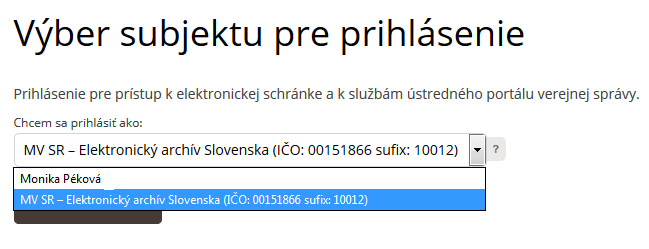 Výber subjektu pre prihlásenie
Prihlásenie pre prístup k elektronickej schránke a k službám ústredného portálu verejnej správy.
Chcem sa prihlásiť ako:
MV SR – Elektronický archív Slovenska (IČO: 00151866 sufix: 10012) ?
Monika Péková
MV SR – Elektronický archív Slovenska (IČO: 00151866 sufix: 10012)